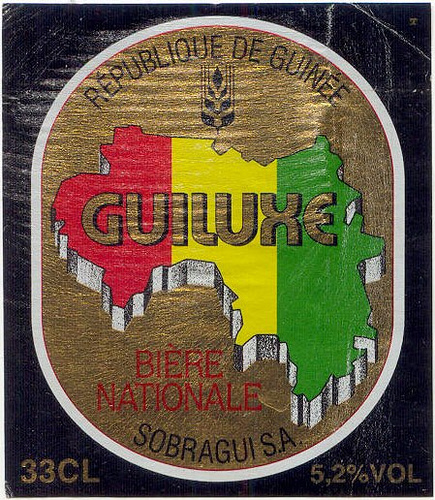 RÉPUBLIQUE DE GUINÉE
GUILUXE
BIÈRE
NATIONALE
SOBRAGUI S.A.
33CL
5,2%VOL